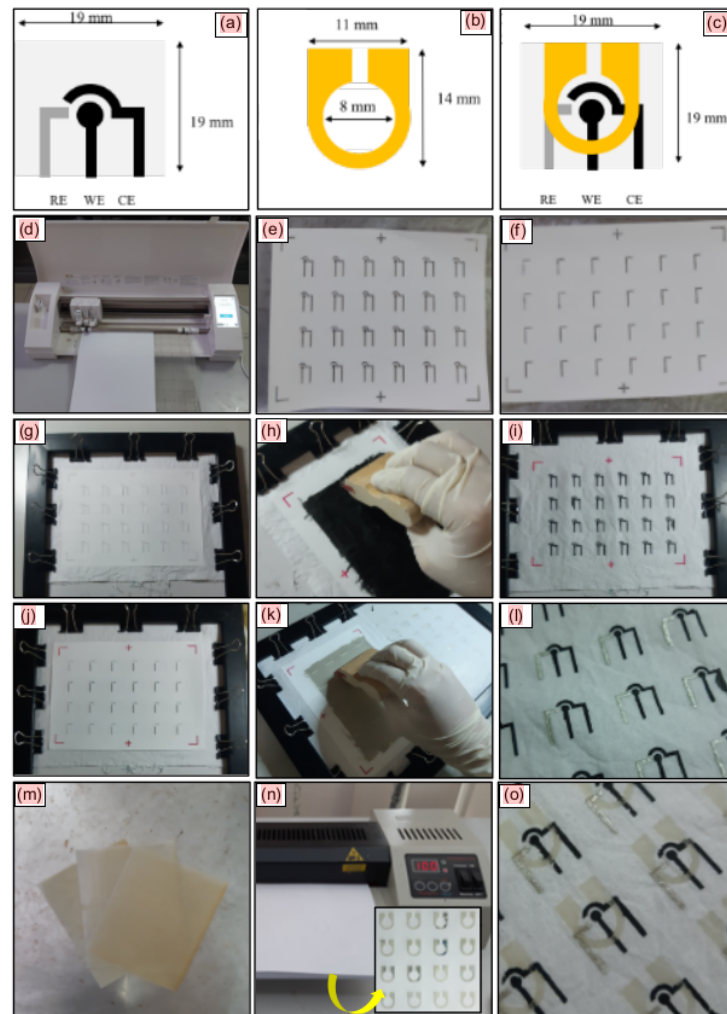 19 mm
(a)
19 mm
RE WE CE
11 mm
(b)
8 mm
14 mm
19 mm
(c)
19 mm
RE WE CE
(d)
(e)
(f)
(g)
(h)
(i)
(j)
(k)
(l)
(m)
(n)
(o)